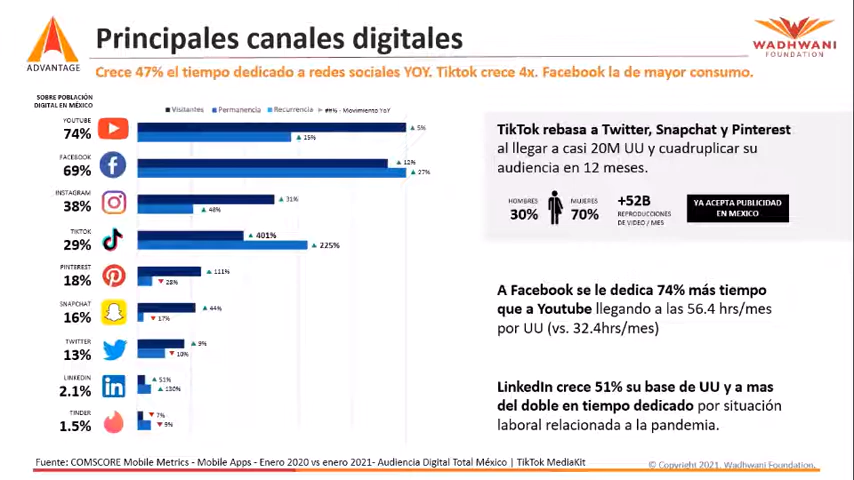 Principales canales digitales
ADVANTAGE
WADHWANI
FOUNDATION
Crece 47% el tiempo dedicado a redes sociales YOY. Tiktok crece 4x. Facebook la de mayor consumo.
SOBRE POBLACIÓN
DIGITAL EN MÉXICO
Visitantes Permanencia Recurrencia ##% - Movimiento YoY
YOUTUBE
74%
5%
15%
FACEBOOK
69%
12%
27%
INSTAGRAM
38%
31%
48%
TIKTOK
29%
401%
225%
PINTEREST
18%
111%
28%
SNAPCHAT
16%
44%
17%
TWITTER
13%
9%
10%
LINKEDIN
2.1%
51%
130%
TINDER
1.5%
7%
9%
TikTok rebasa a Twitter, Snapchat y Pinterest
al llegar a casi 20M UU y cuadruplicar su
audiencia en 12 meses.
HOMBRES
30%
MUJERES
70%
+52B
REPRODUCCIONES
DE VIDEO / MES
YA ACEPTA PUBLICIDAD
EN MEXICO
A Facebook se le dedica 74% más tiempo
que a Youtube llegando a las 56.4 hrs/mes
por UU (vs. 32.4hrs/mes)
LinkedIn crece 51% su base de UU y a mas
del doble en tiempo dedicado por situación
laboral relacionada a la pandemia.
Fuente: COMSCORE Mobile Metrics - Mobile Apps - Enero 2020 vs enero 2021- Audiencia Digital Total México | TikTok MediaKit
© Copyright 2021. Wadhwani Foundation.